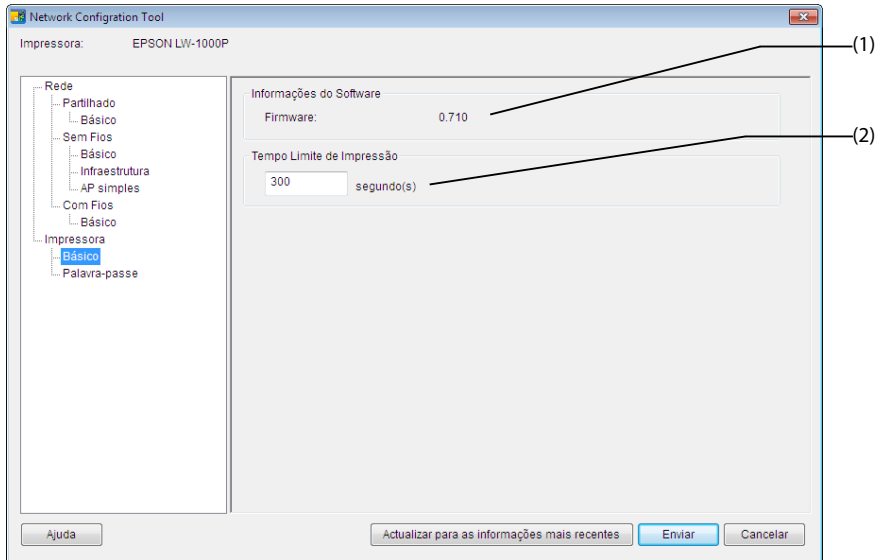 Network Configration Tool
Impressora: EPSON LW-1000P
(1)
Rede
Partilhado
Básico
Sem Fios
Básico
Infraestrutura
AP simples
Com Fios
Básico
Impressora
Básico
Palavra-passe
Informações do Software
Firmware: 0.710
(2)
Tempo Limite de Impressão
300 segundo(s)
Ajuda
Actualizar para as informações mais recentes
Enviar
Cancelar